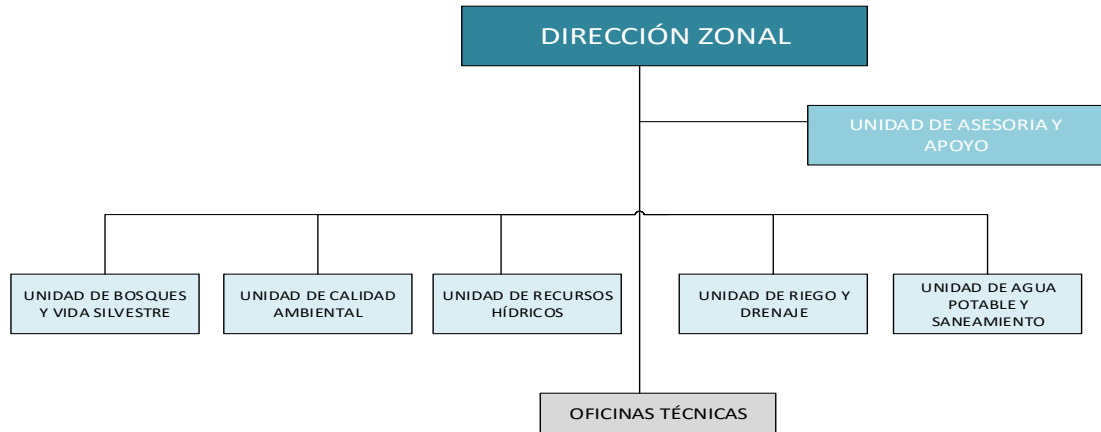 DIRECCIÓN ZONAL
UNIDAD DE ASESORIA Y
APOYO
UNIDAD DE BOSQUES
Y VIDA SILVESTRE
UNIDAD DE CALIDAD
AMBIENTAL
UNIDAD DE RECURSOS
HÍDRICOS
UNIDAD DE RIEGO Y
DRENAJE
UNIDAD DE AGUA
POTABLE Y
SANEAMIENTO
OFICINAS TÉCNICAS